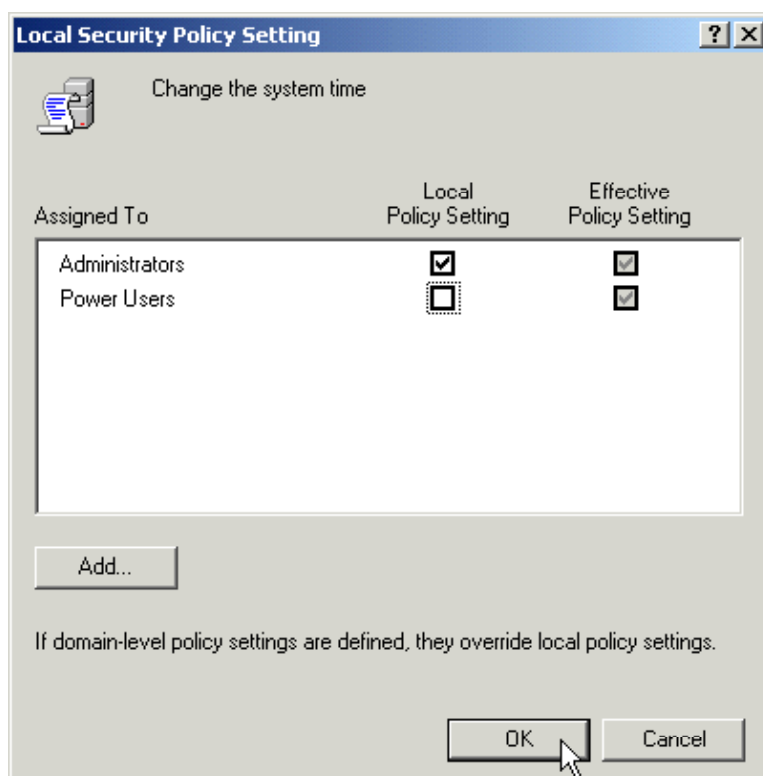 Local Security Policy Setting
Change the system time
Local Effective
Assigned To Policy Setting Policy Setting
Administrators
Power Users
Add...
If domain-level policy settings are defined, they override local policy settings.
OK Cancel